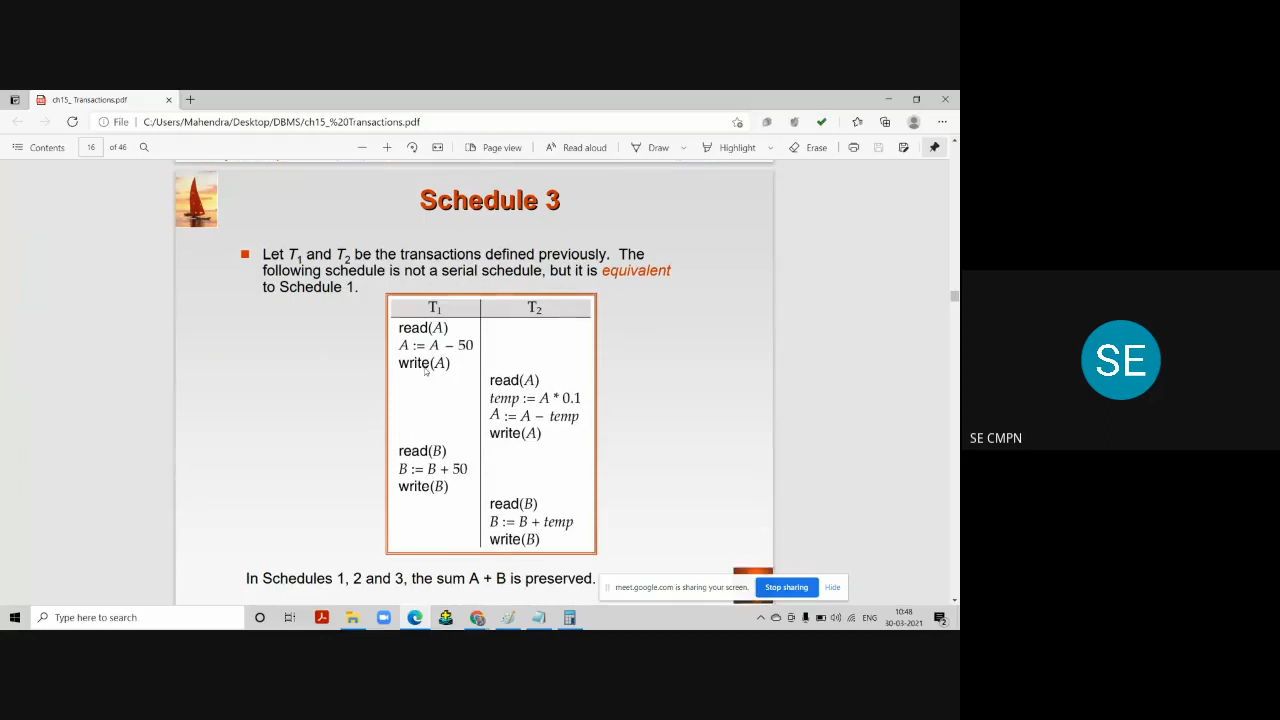 ch15_ Transactions.pdf
File
C:/Users/Mahendra/Desktop/DBMS/ch15_%20Transactions.pdf
Contents
16
of 46
Page view
Read aloud
Draw
Highlight
Erase
Schedule 3
Let T1 and T2 be the transactions defined previously. The
following schedule is not a serial schedule, but it is equivalent
to Schedule 1.
T1 T2
read(A)
A := A − 50
write(A)
read(A)
temp := A * 0.1
A := A − temp
write(A)
read(B)
B := B + 50
write(B)
read(B)
B := B + temp
write(B)
In Schedules 1, 2 and 3, the sum A + B is preserved.
meet.google.com is sharing your screen.
Stop sharing
Hide
SE
SE CMPN
Type here to search
ENG
10:48
30-03-2021
2